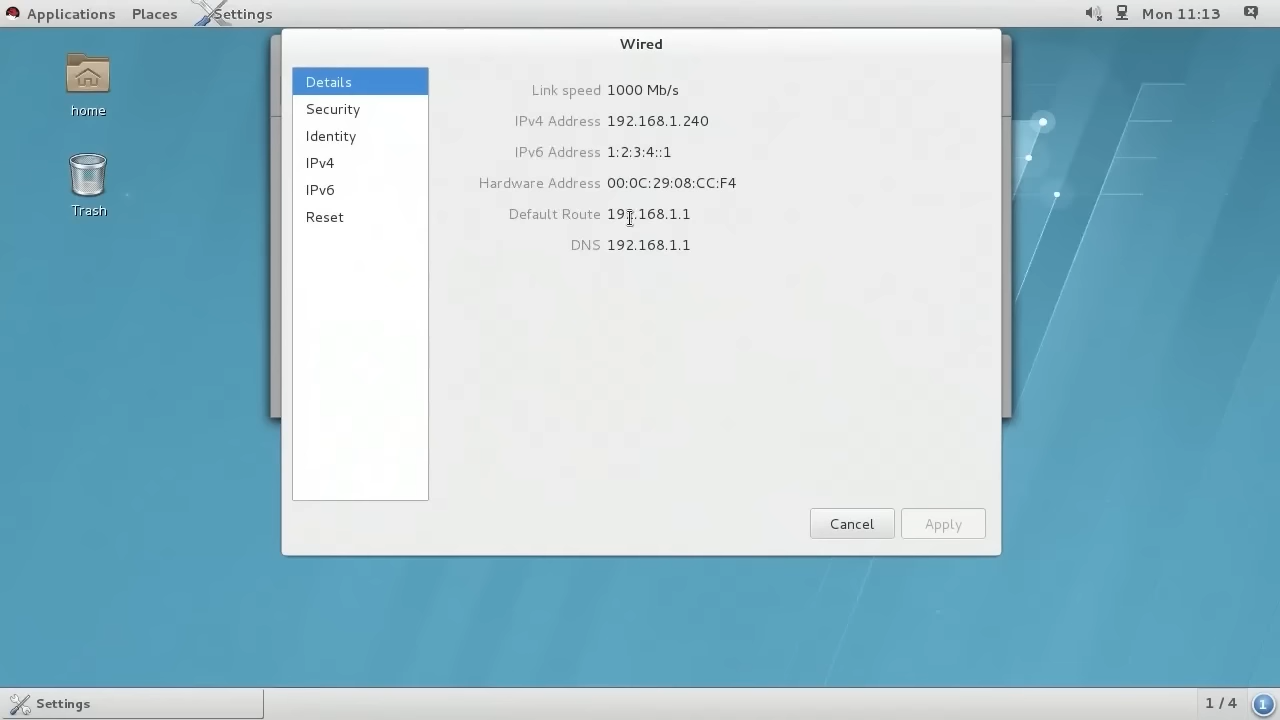 Applications Places Settings Mon 11:13
home
Trash
Wired
Details
Security
Identity
IPv4
IPv6
Reset
Link speed 1000 Mb/s
IPv4 Address 192.168.1.240
IPv6 Address 1:2:3:4::1
Hardware Address 00:0C:29:08:CC:F4
Default Route 192.168.1.1
DNS 192.168.1.1
Cancel Apply
Settings 1 / 4 1